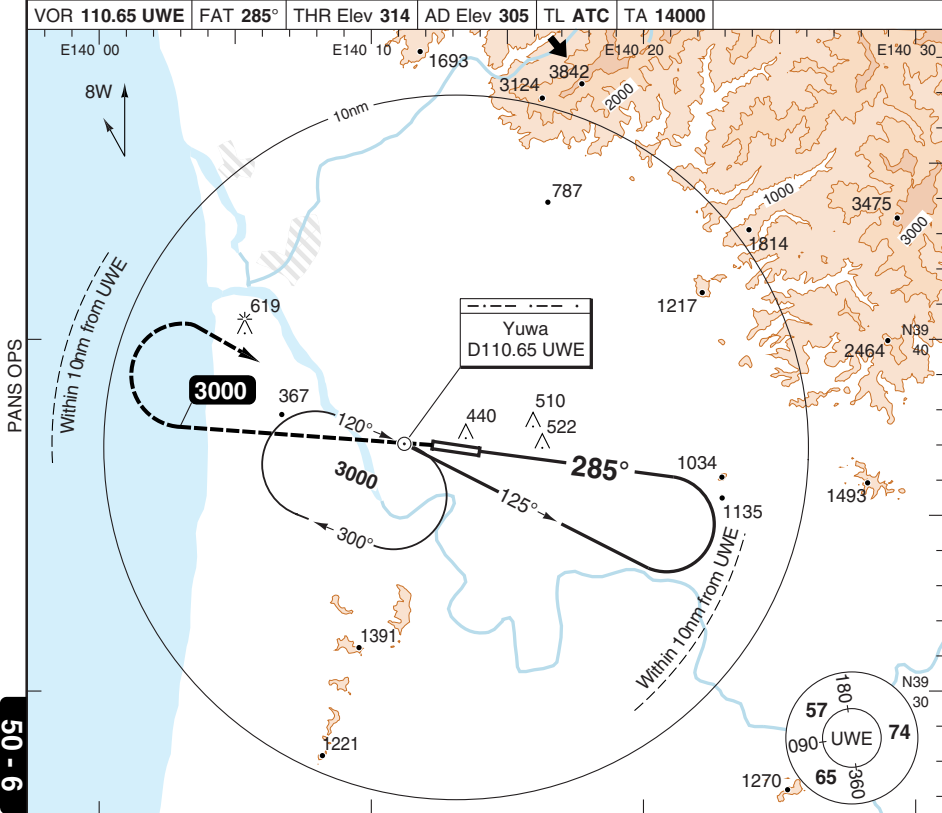 VOR 110.65 UWE FAT 285° THR Elev 314 AD Elev 305 TL ATC TA 14000
E140 00 E140 10 E140 20 E140 30
1693
3842
3124
8W
2000
10nm
787
1000
3475
3000
1814
Within 10nm from UWE
1217
619
Yuwa
D110.65 UWE
N39
40
2464
PANS OPS
3000
367
510
440
522
120°
285°
1034
3000
125°
1493
1135
300°
Within 10nm from UWE
1391
N39
30
180
57
74
090
UWE
1221
65
360
1270
50 - 6